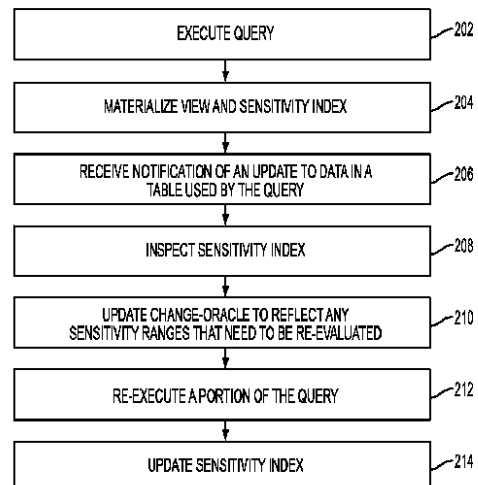 EXECUTE QUERY
202
MATERIALIZE VIEW AND SENSITIVITY INDEX
204
RECEIVE NOTIFICATION OF AN UPDATE TO DATA IN A
TABLE USED BY THE QUERY
206
INSPECT SENSITIVITY INDEX
208
UPDATE CHANGE-ORACLE TO REFLECT ANY
SENSITIVITY RANGES THAT NEED TO BE RE-EVALUATED
210
RE-EXECUTE A PORTION OF THE QUERY
212
UPDATE SENSITIVITY INDEX
214